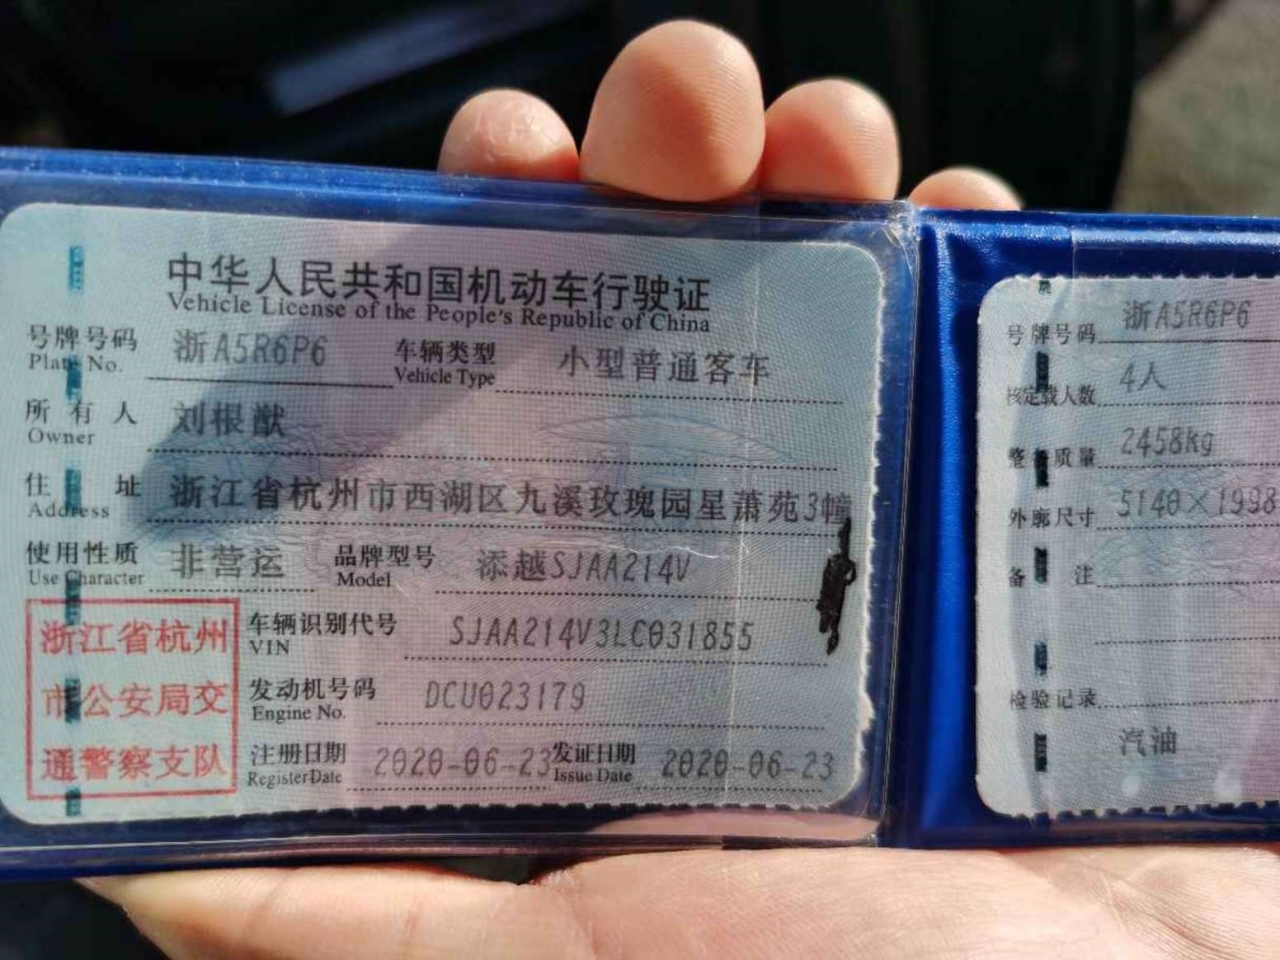 中华人民共和国机动车行驶证
Vehicle License of the People's Republic of China
号牌号码 浙A5R6P6 车辆类型 小型普通客车
Plate No. Vehicle Type
所有人 刘根猷
Owner
住址 浙江省杭州市西湖区九溪玫瑰园星萧苑3幢
Address
使用性质 非营运 品牌型号 添越SJAA214V
Use Character Model
浙江省杭州
市公安局交
通警察支队
车辆识别代号 SJAA214V3LC031855
VIN
发动机号码 DCU023179
Engine No.
注册日期 2020-06-23 发证日期 2020-06-23
Register Date Issue Date
号牌号码 浙A5R6P6
核定载人数 4人
整 质量 2458kg
外廓尺寸 5140×1998
备 注
检验记录
汽油